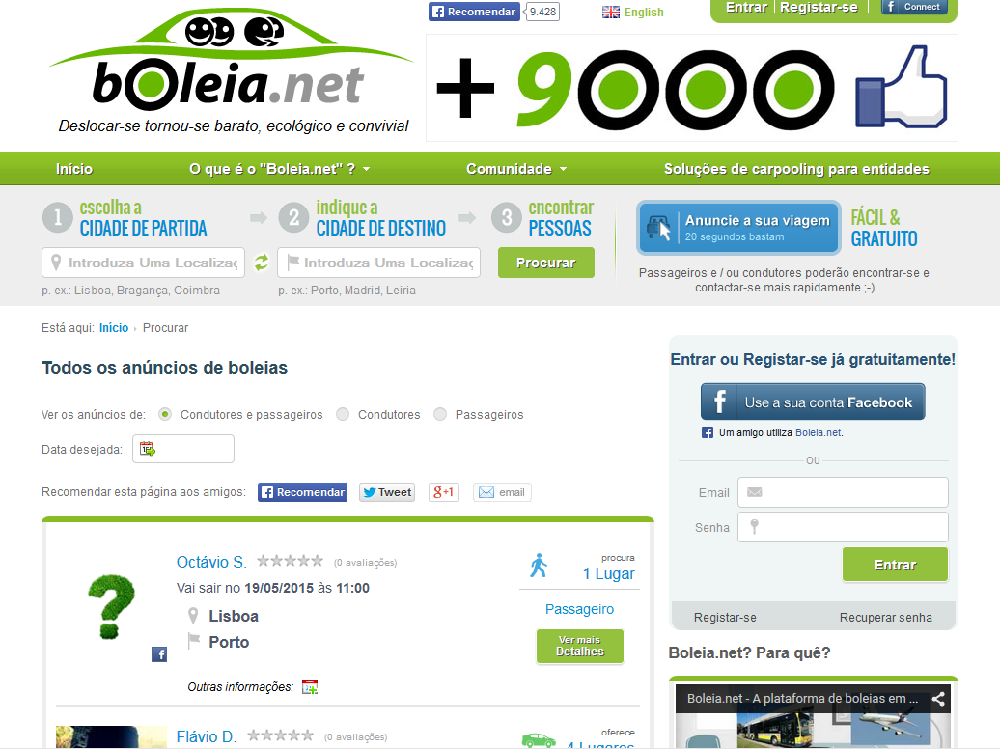 Recomendar 9.428
English
Entrar Registar-se
Connect
boleia.net
Deslocar-se tornou-se barato, ecológico e convivial
+9000
Início
O que é o "Boleia.net" ?
Comunidade
Soluções de carpooling para entidades
1 escolha a
CIDADE DE PARTIDA
2 indique a
CIDADE DE DESTINO
3 encontrar
PESSOAS
Introduza Uma Localizaç
Introduza Uma Localizaç
Procurar
p. ex.: Lisboa, Bragança, Coimbra
p. ex.: Porto, Madrid, Leiria
Anuncie a sua viagem
20 segundos bastam
FÁCIL &
GRATUITO
Passageiros e / ou condutores poderão encontrar-se e
contactar-se mais rapidamente ;-)
Está aqui: Início › Procurar
Todos os anúncios de boleias
Ver os anúncios de: Condutores e passageiros Condutores Passageiros
Data desejada:
Recomendar esta página aos amigos: Recomendar Tweet g+1 email
Octávio S. (0 avaliações)
Vai sair no 19/05/2015 às 11:00
Lisboa
Porto
Outras informações:
procura
1 Lugar
Passageiro
Ver mais
Detalhes
Flávio D. (0 avaliações)
oferece
4 Lugares
Entrar ou Registar-se já gratuitamente!
Use a sua conta Facebook
Um amigo utiliza Boleia.net.
OU
Email
Senha
Entrar
Registar-se
Recuperar senha
Boleia.net? Para quê?
Boleia.net - A plataforma de boleias em ...